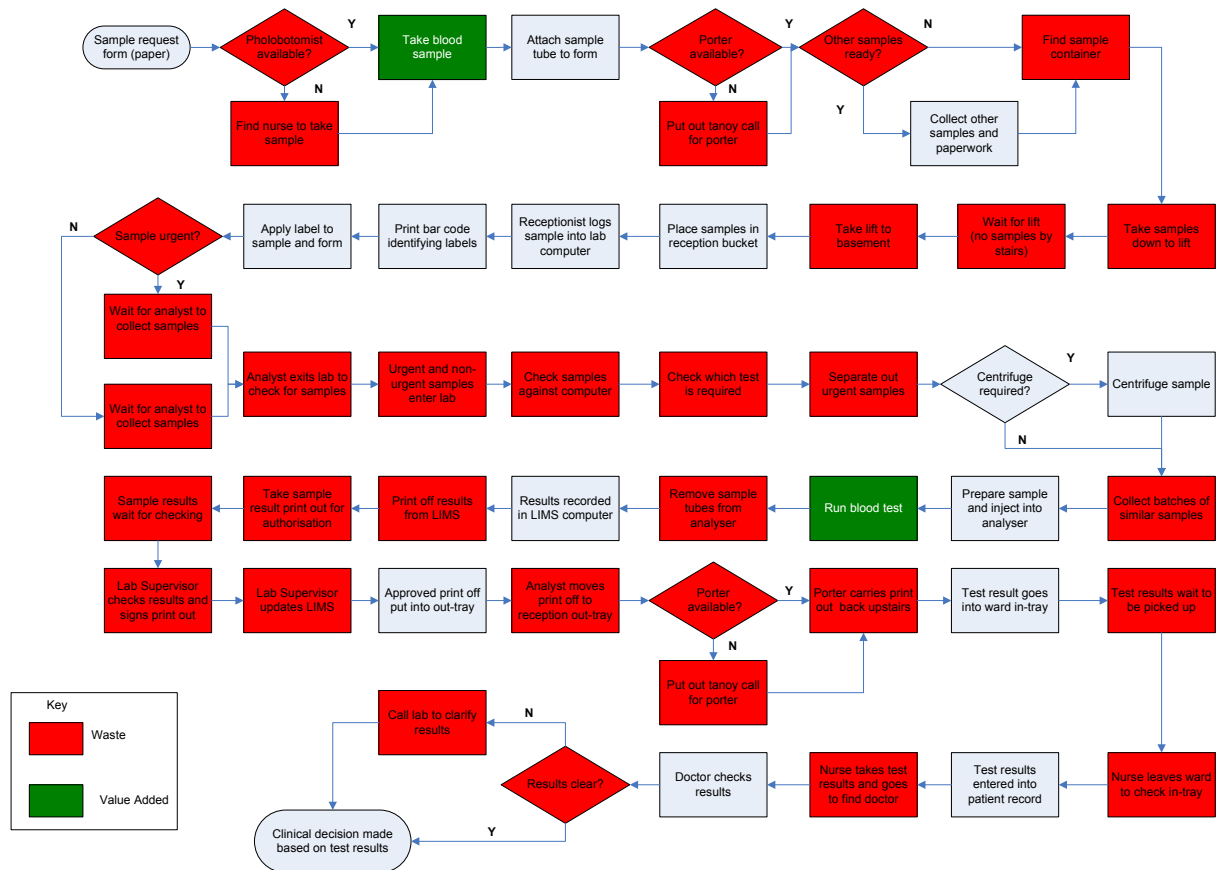 Sample request
form (paper)
Pholobotomist
available?
Y
N
Take blood
sample
Find nurse to take
sample
Attach sample
tube to form
Porter
available?
Y
N
Put out tanoy call
for porter
Other samples
ready?
N
Y
Collect other
samples and
paperwork
Find sample
container
N
Sample urgent?
Y
Apply label to
sample and form
Print bar code
identifying labels
Receptionist logs
sample into lab
computer
Place samples in
reception bucket
Take lift to
basement
Wait for lift
(no samples by
stairs)
Take samples
down to lift
Wait for analyst to
collect samples
Wait for analyst to
collect samples
Analyst exits lab to
check for samples
Urgent and non-
urgent samples
enter lab
Check samples
against computer
Check which test
is required
Separate out
urgent samples
Centrifuge
required?
Y
N
Centrifuge sample
Sample results
wait for checking
Take sample
result print out for
authorisation
Print off results
from LIMS
Results recorded
in LIMS computer
Remove sample
tubes from
analyser
Run blood test
Prepare sample
and inject into
analyser
Collect batches of
similar samples
Lab Supervisor
checks results and
signs print out
Lab Supervisor
updates LIMS
Approved print off
put into out-tray
Analyst moves
print off to
reception out-tray
Porter
available?
Y
N
Put out tanoy call
for porter
Porter carries print
out  back upstairs
Test result goes
into ward in-tray
Test results wait to
be picked up
Key
Waste
Value Added
Call lab to clarify
results
N
Results clear?
Y
Clinical decision made
based on test results
Doctor checks
results
Nurse takes test
results and goes
to find doctor
Test results
entered into
patient record
Nurse leaves ward
to check in-tray